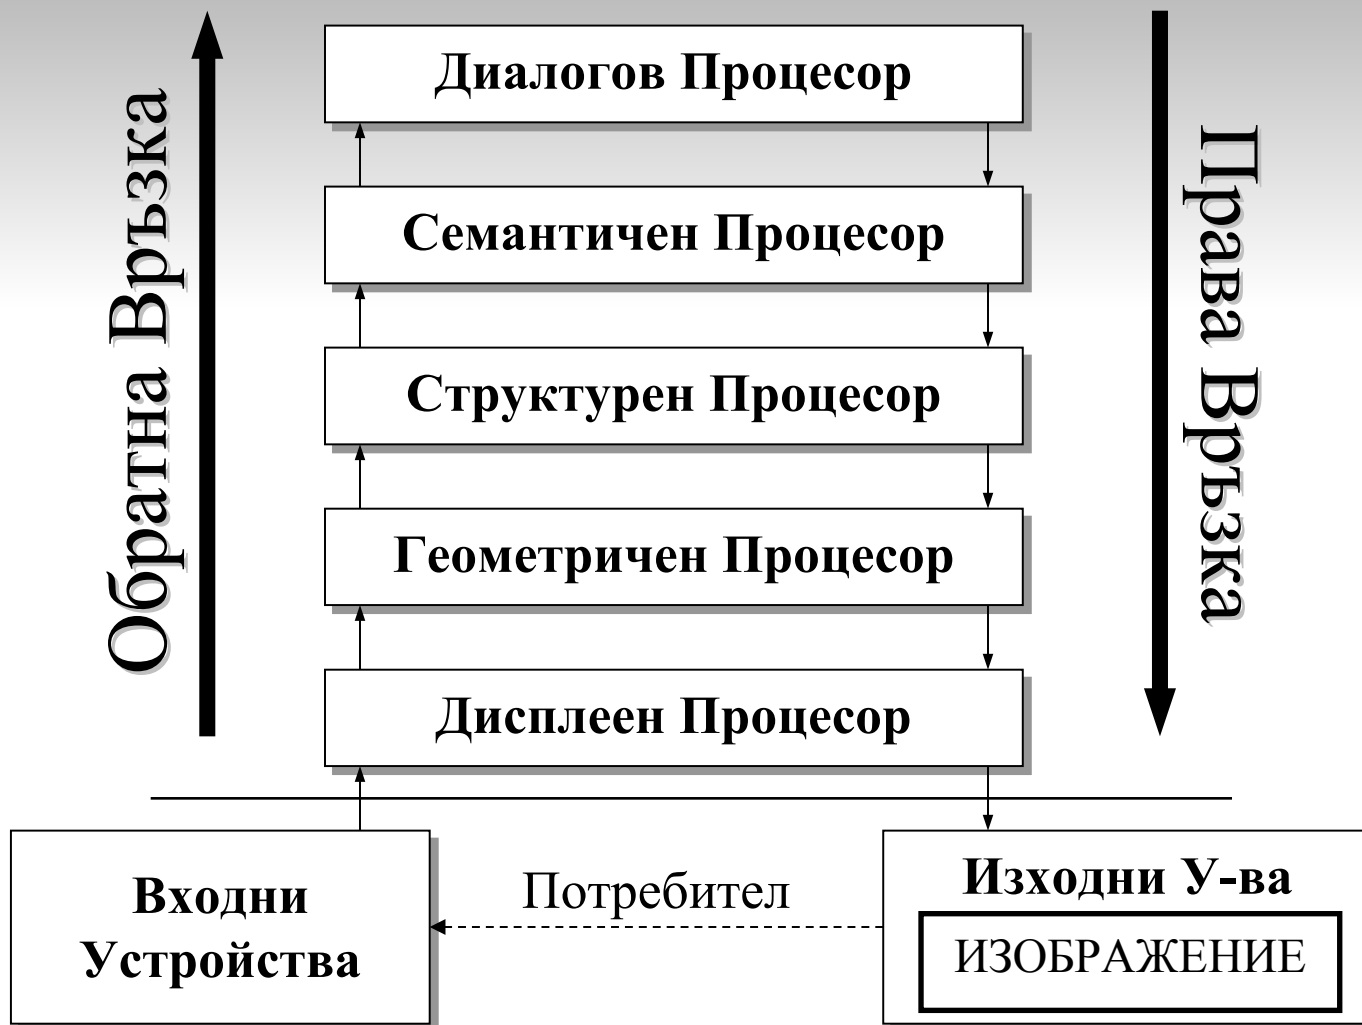 Диалогов Процесор
Обратна Връзка
Права Връзка
Семантичен Процесор
Структурен Процесор
Геометричен Процесор
Дисплеен Процесор
Входни
Устройства
Потребител
Изходни У-ва
ИЗОБРАЖЕНИЕ